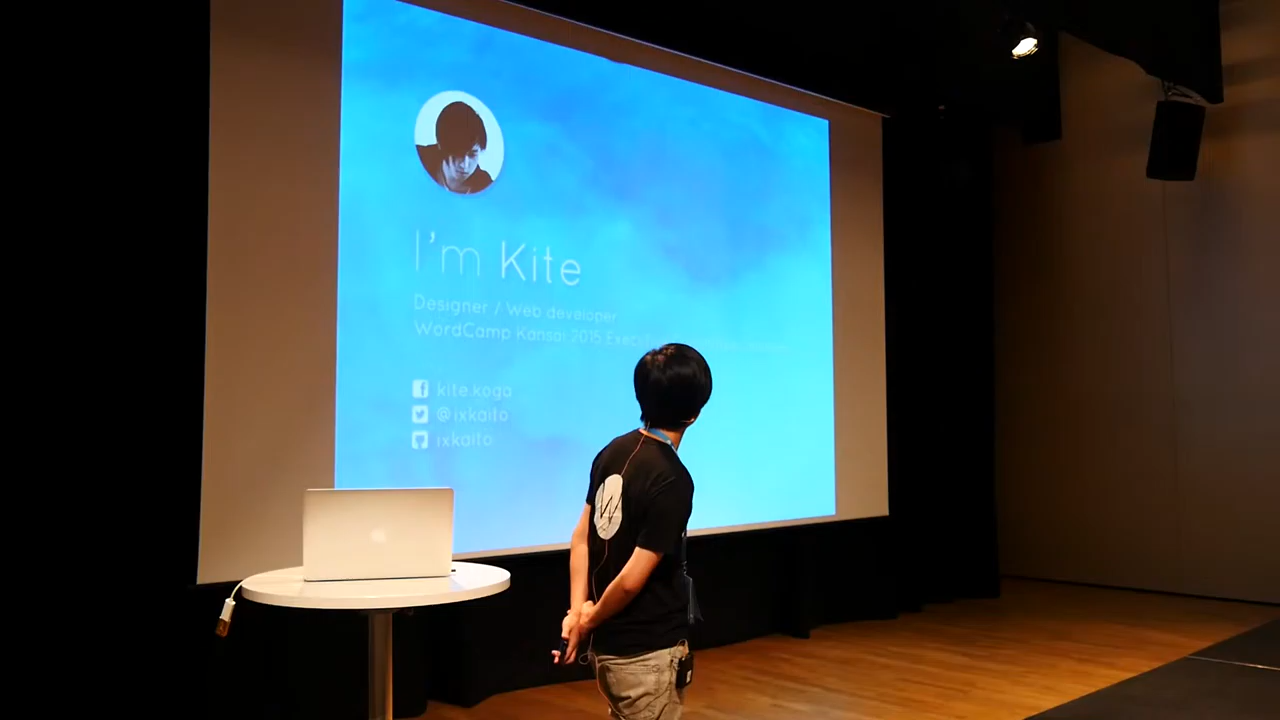 I'm Kite
Designer / Web developer
WordCamp Kansai 2015
kite.koga
@ixkaito
ixkaito
W